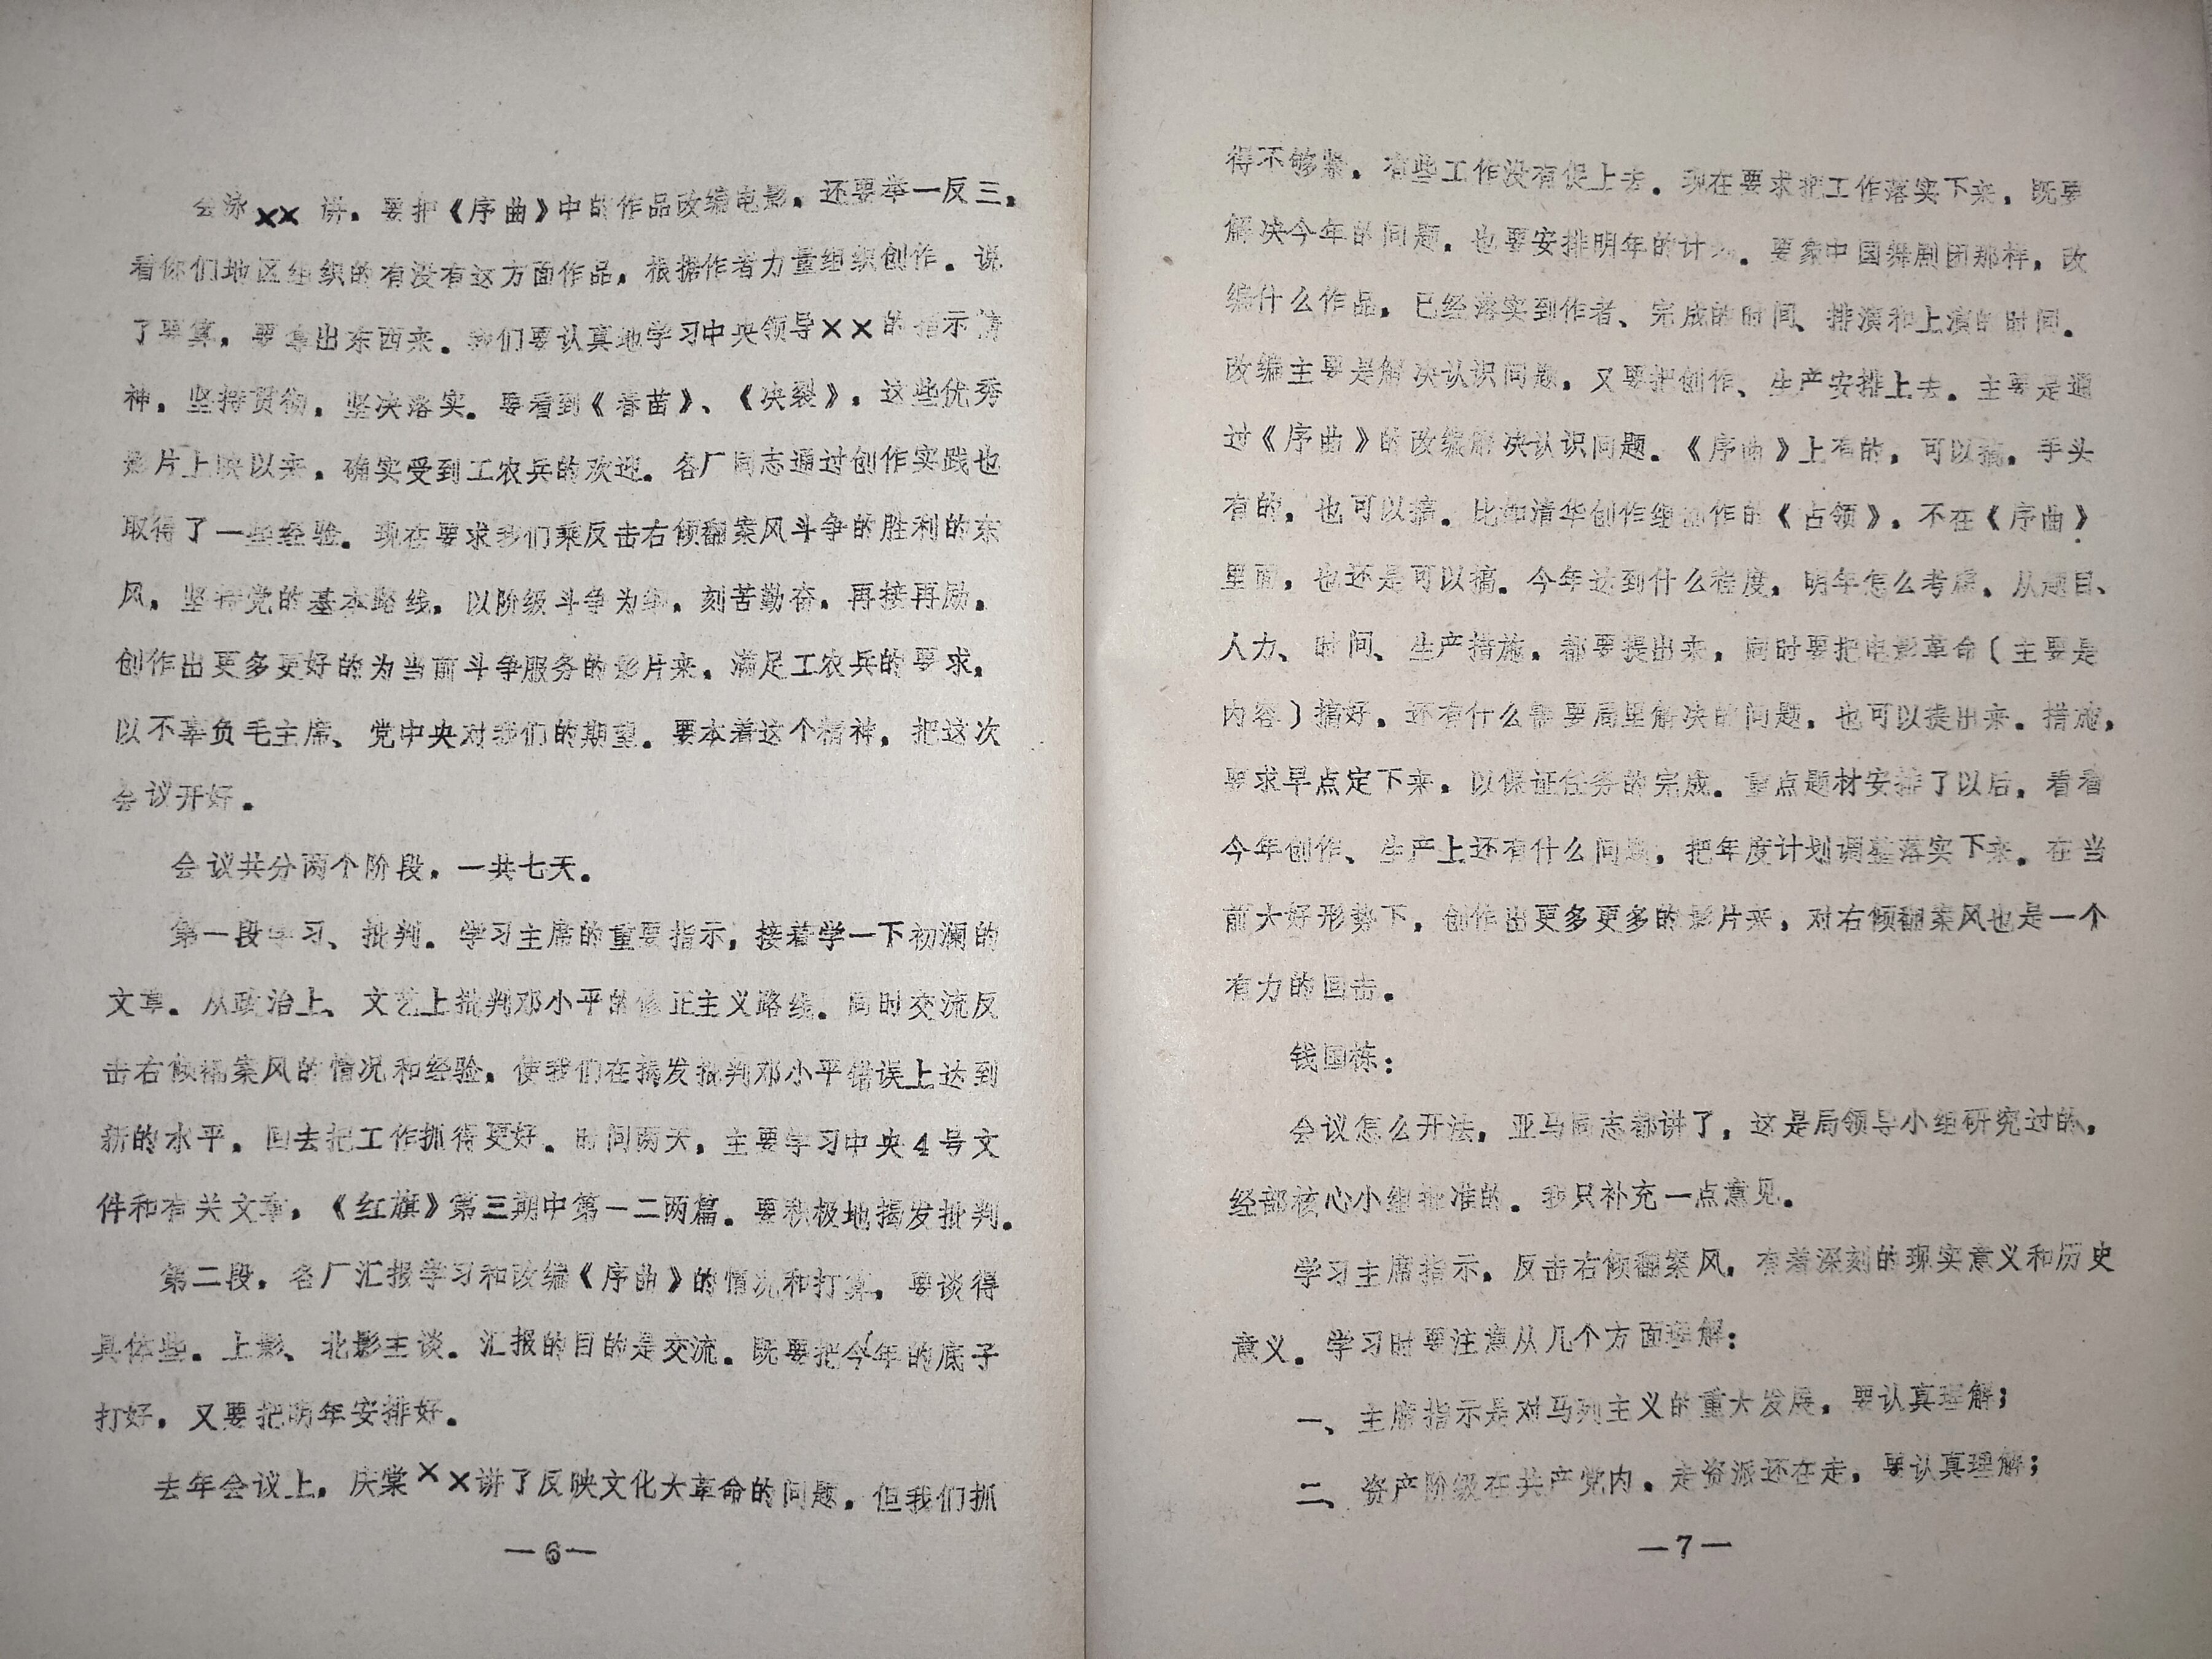 会泳×× 讲，要把《序曲》中的作品改编电影，还要举一反三，
看你们地区组织的有没有这方面作品，根据作者力量组织创作。说
了要算，要拿出东西来。我们要认真地学习中央领导××的指示精
神，坚持贯彻，坚决落实。要看到《春苗》、《决裂》，这些优秀
影片上映以来，确实受到工农兵的欢迎。各厂同志通过创作实践也
取得了一些经验。现在要求我们乘反击右倾翻案风斗争的胜利的东
风，坚持党的基本路线，以阶级斗争为纲，刻苦勤奋，再接再励，
创作出更多更好的为当前斗争服务的影片来，满足工农兵的要求，
以不辜负毛主席、党中央对我们的期望。要本着这个精神，把这次
会议开好。
会议共分两个阶段，一共七天。
第一段学习、批判。学习主席的重要指示，接着学一下初澜的
文章。从政治上、文艺上批判邓小平的修正主义路线。同时交流反
击右倾翻案风的情况和经验，使我们在揭发批判邓小平错误上达到
新的水平，回去把工作抓得更好。时间两天，主要学习中央4号文
件和有关文章，《红旗》第三期中第一二两篇。要积极地揭发批判。
第二段，各厂汇报学习和改编《序曲》的情况和打算，要谈得
具体些。上影、北影主谈。汇报的目的是交流。既要把今年的底子
打好，又要把明年安排好。
去年会议上，庆棠××讲了反映文化大革命的问题，但我们抓
—6—
得不够紧，有些工作没有促上去。现在要求把工作落实下来，既要
解决今年的问题，也要安排明年的计划。要象中国舞剧团那样，改
编什么作品，已经落实到作者、完成的时间、排演和上演的时间。
改编主要是解决认识问题，又要把创作、生产安排上去。主要是通
过《序曲》的改编解决认识问题。《序曲》上有的，可以搞，手头
有的，也可以搞。比如清华创作组创作的《占领》，不在《序曲》
里面，也还是可以搞。今年达到什么程度，明年怎么考虑，从题目、
人力、时间、生产措施，都要提出来，同时要把电影革命（主要是
内容）搞好，还有什么需要局里解决的问题，也可以提出来。措施，
要求早点定下来，以保证任务的完成。重点题材安排了以后，看看
今年创作、生产上还有什么问题，把年度计划调整落实下来。在当
前大好形势下，创作出更多更多的影片来，对右倾翻案风也是一个
有力的回击。
钱国栋：
会议怎么开法，亚马同志都讲了，这是局领导小组研究过的，
经部核心小组批准的。我只补充一点意见。
学习主席指示，反击右倾翻案风，有着深刻的现实意义和历史
意义。学习时要注意从几个方面理解：
一、主席指示是对马列主义的重大发展，要认真理解；
二、资产阶级在共产党内，走资派还在走，要认真理解；
—7—